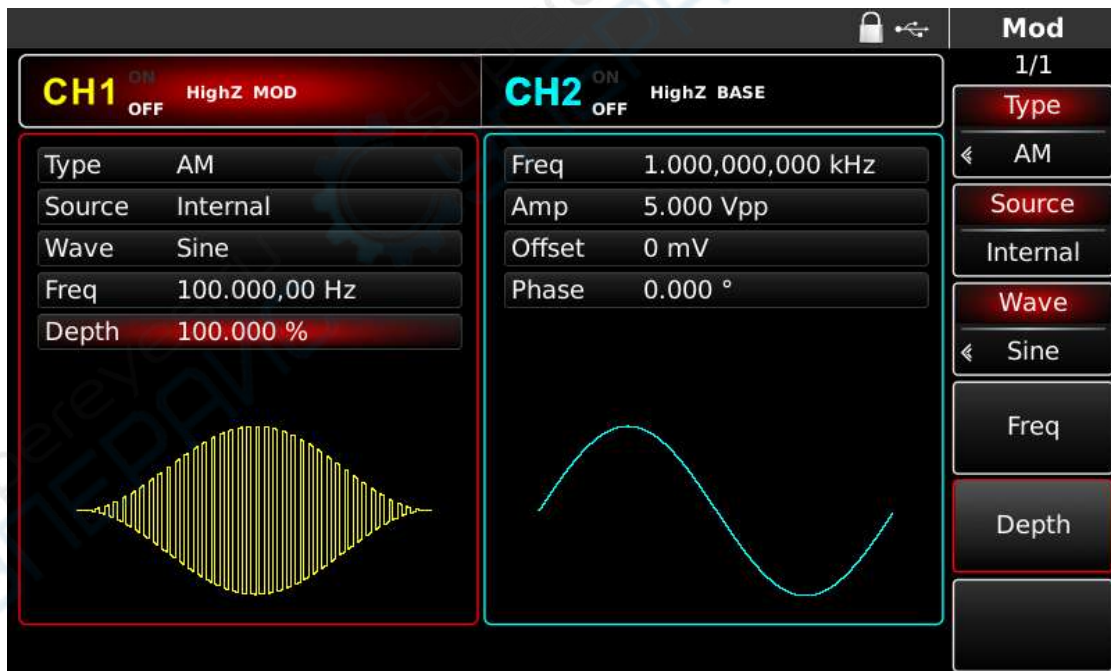 Mod
1/1
CH1 ON OFF HighZ MOD
CH2 ON OFF HighZ BASE
Type AM
Source Internal
Wave Sine
Freq 100.000,00 Hz
Depth 100.000 %
Freq 1.000,000,000 kHz
Amp 5.000 Vpp
Offset 0 mV
Phase 0.000 °
Type
AM
Source
Internal
Wave
Sine
Freq
Depth